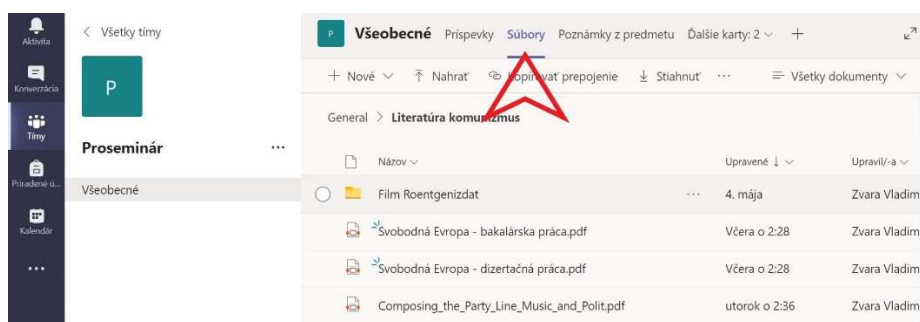 Aktivita
Konverzácia
Tímy
Priradené ú...
Kalendár
...
< Všetky tímy
P
Proseminár ...
Všeobecné
P Všeobecné Príspevky Súbory Poznámky z predmetu Ďalšie karty: 2 +
+ Nové Nahrať Kopírovať prepojenie Stiahnuť ... Všetky dokumenty
General > Literatúra komunizmus
Názov Upravené ↓ Upravil/-a
Film Roentgenizdat ... 4. mája Zvara Vladim
Svobodná Evropa - bakalárska práca.pdf Včera o 2:28 Zvara Vladim
Svobodná Evropa - dizertačná práca.pdf Včera o 2:28 Zvara Vladim
Composing_the_Party_Line_Music_and_Polit.pdf utorok o 2:36 Zvara Vladim